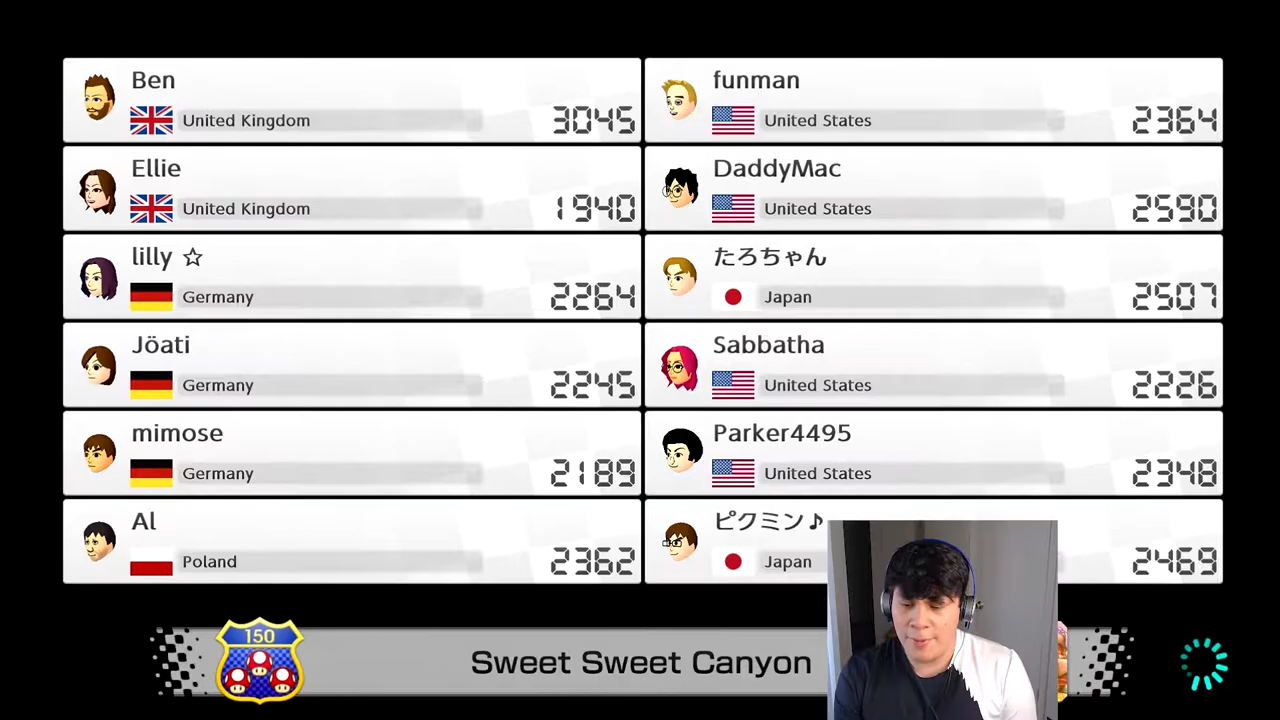 Ben
United Kingdom 3045
Ellie
United Kingdom 1940
lilly ☆
Germany 2264
Jöati
Germany 2245
mimose
Germany 2189
Al
Poland 2362
funman
United States 2364
DaddyMac
United States 2590
たろちゃん
Japan 2507
Sabbatha
United States 2226
Parker4495
United States 2348
ピクミン♪
Japan 2469
150
Sweet Sweet Canyon